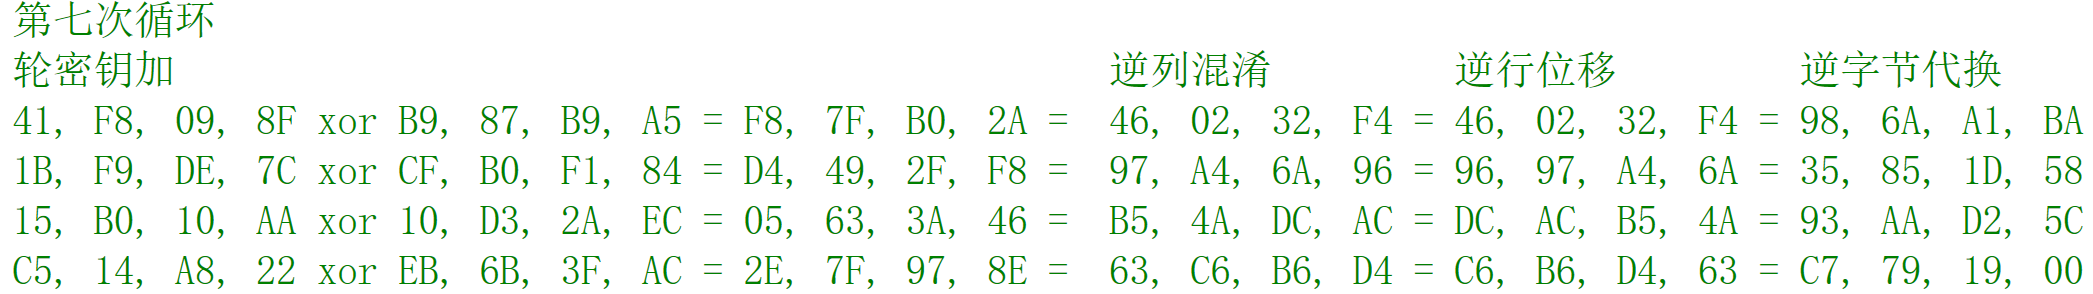 第七次循环
轮密钥加 逆列混淆 逆行位移 逆字节代换
41, F8, 09, 8F xor B9, 87, B9, A5 = F8, 7F, B0, 2A = 46, 02, 32, F4 = 46, 02, 32, F4 = 98, 6A, A1, BA
1B, F9, DE, 7C xor CF, B0, F1, 84 = D4, 49, 2F, F8 = 97, A4, 6A, 96 = 96, 97, A4, 6A = 35, 85, 1D, 58
15, B0, 10, AA xor 10, D3, 2A, EC = 05, 63, 3A, 46 = B5, 4A, DC, AC = DC, AC, B5, 4A = 93, AA, D2, 5C
C5, 14, A8, 22 xor EB, 6B, 3F, AC = 2E, 7F, 97, 8E = 63, C6, B6, D4 = C6, B6, D4, 63 = C7, 79, 19, 00